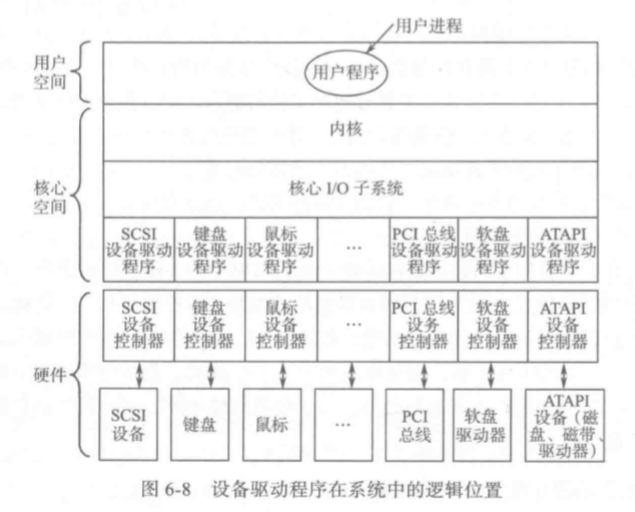 用户进程
用户
空间
用户程序
内核
核心 I/O 子系统
核心
空间
SCSI
设备驱动
程序
键盘
设备驱动
程序
鼠标
设备驱动
程序
…
PCI 总线
设备驱动
程序
软盘
设备驱动
程序
ATAPI
设备驱动
程序
硬件
SCSI
设备
控制器
键盘
设备
控制器
鼠标
设备
控制器
…
PCI 总线
设务
控制器
软盘
设备
控制器
ATAPI
设备
控制器
SCSI
设备
键盘
鼠标
…
PCI
总线
软盘
驱动器
ATAPI
设备（磁
盘、磁带、
驱动器）
图 6-8 设备驱动程序在系统中的逻辑位置